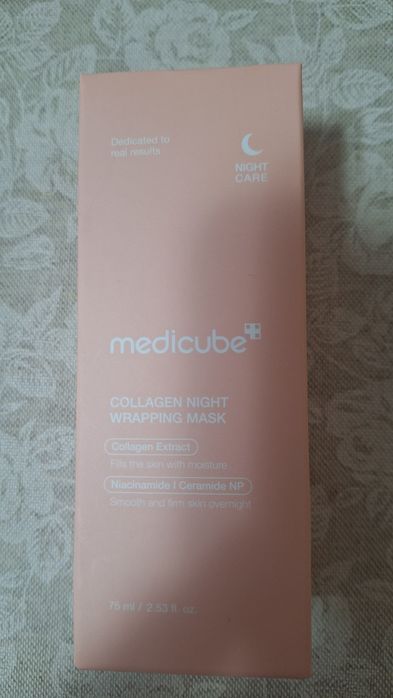 Dedicated to
real results
NIGHT
CARE
medicube
COLLAGEN NIGHT
WRAPPING MASK
Collagen Extract
Fills the skin with moisture
Niacinamide I Ceramide NP
Smooth and firm skin overnight
75 ml / 2.53 fl. oz.